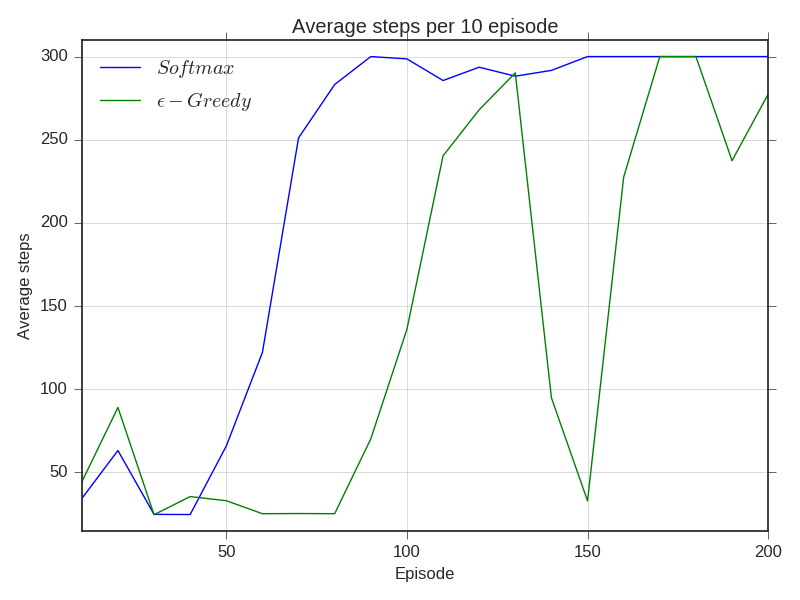 Average steps per 10 episode
Softmax
ϵ − Greedy
300
250
200
150
100
50
Average steps
50 100 150 200
Episode